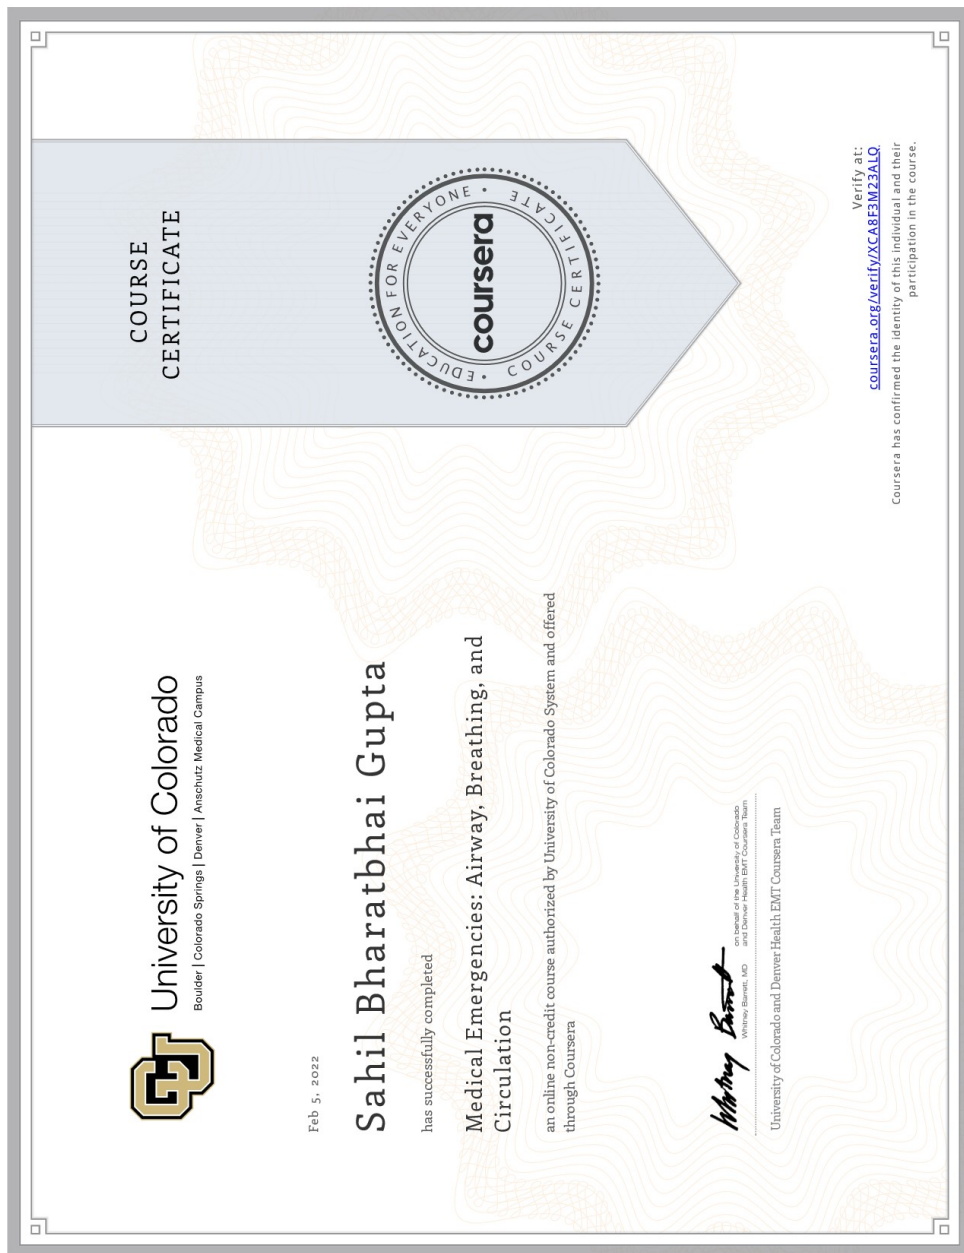 University of Colorado
Boulder | Colorado Springs | Denver | Anschutz Medical Campus
Feb 5, 2022
Sahil Bharatbhai Gupta
has successfully completed
Medical Emergencies: Airway, Breathing, and
Circulation
an online non-credit course authorized by University of Colorado System and offered
through Coursera
Whitney Barrett
Whitney Barrett, MD
on behalf of the University of Colorado
and Denver Health EMT Coursera Team
University of Colorado and Denver Health EMT Coursera Team
COURSE
CERTIFICATE
EDUCATION FOR EVERYONE
coursera
COURSE CERTIFICATE
Verify at:
coursera.org/verify/XCA8F3M23ALQ
Coursera has confirmed the identity of this individual and their
participation in the course.